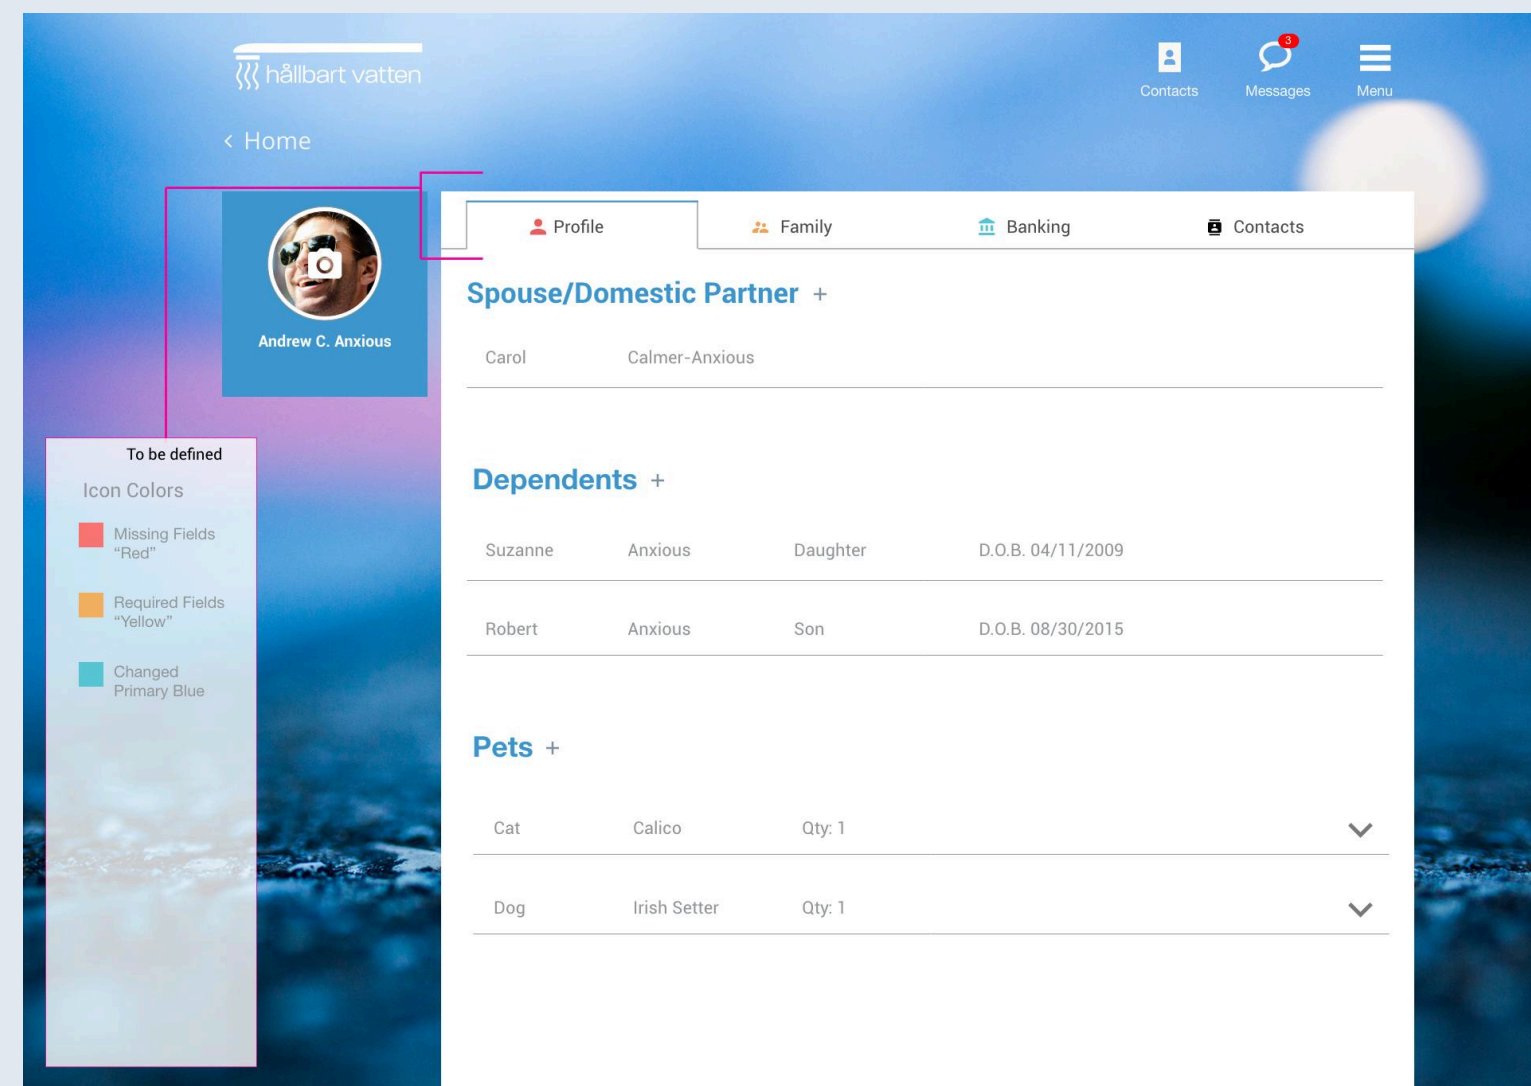 hållbart vatten
Contacts
3
Messages
Menu
< Home
Andrew C. Anxious
Profile
Family
Banking
Contacts
Spouse/Domestic Partner +
Carol Calmer-Anxious
Dependents +
Suzanne Anxious Daughter D.O.B. 04/11/2009
Robert Anxious Son D.O.B. 08/30/2015
Pets +
Cat Calico Qty: 1
Dog Irish Setter Qty: 1
To be defined
Icon Colors
Missing Fields
“Red”
Required Fields
“Yellow”
Changed
Primary Blue